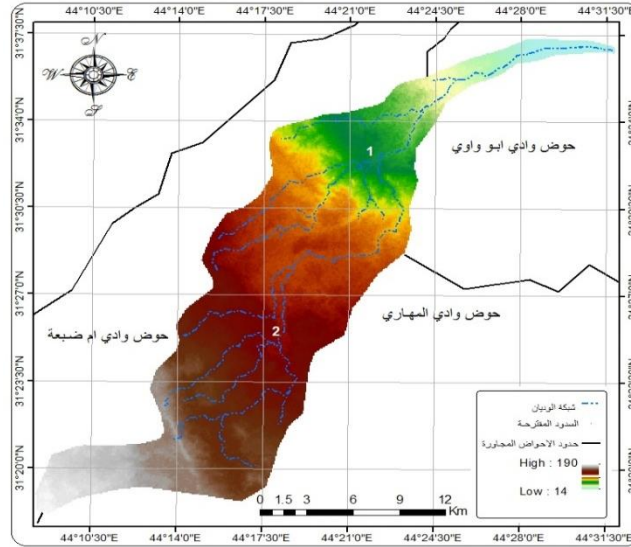 44°10'30"E 44°14'0"E 44°17'30"E 44°21'0"E 44°24'30"E 44°28'0"E 44°31'30"E
31°37'30"N
N
W E
S
31°34'0"N
1
حوض وادي ابو واوي
31°30'30"N
31°27'0"N
حوض وادي المهاري
حوض وادي ام ضبعة
2
31°23'30"N
شبكة الوديان
السدود المقترحة
حدود الاحواض المجاورة
31°20'0"N
High : 190
Low : 14
0 1.5 3 6 9 12
Km
44°10'30"E 44°14'0"E 44°17'30"E 44°21'0"E 44°24'30"E 44°28'0"E 44°31'30"E